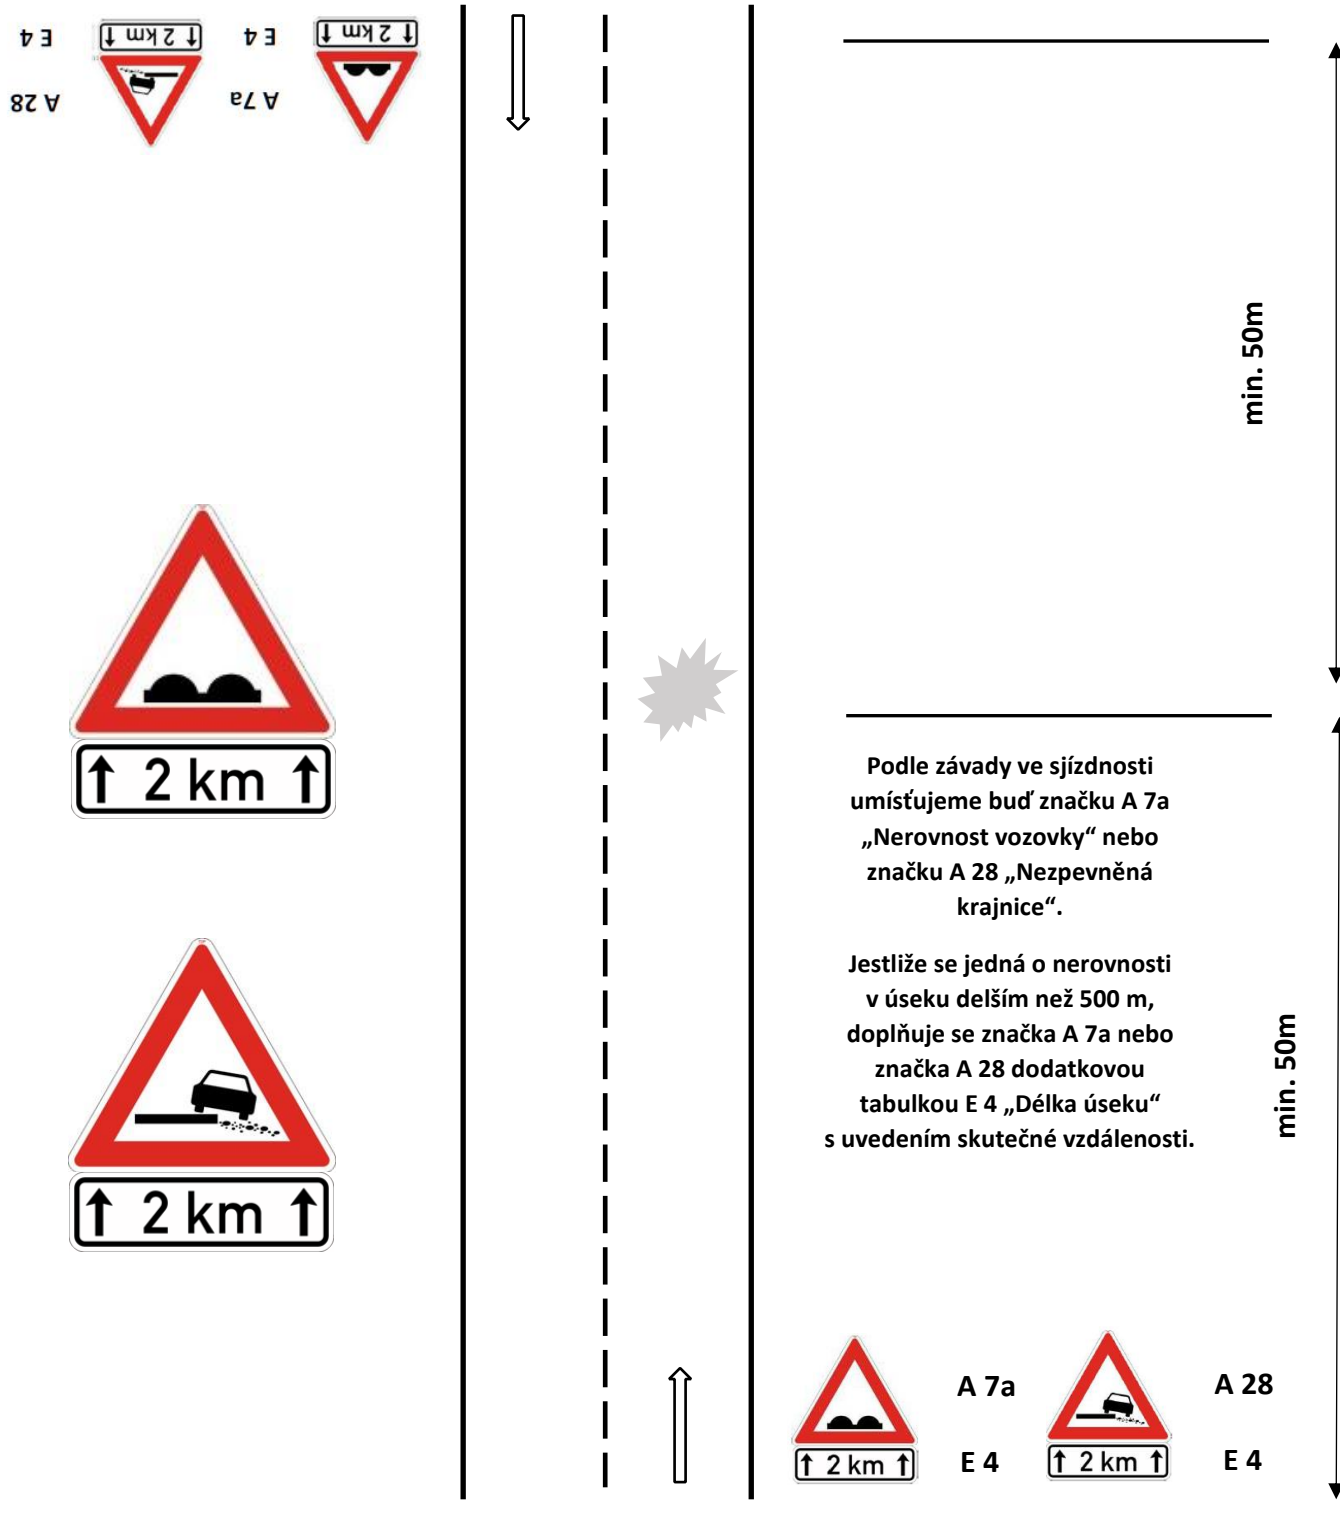 E 4
2 km
E 4
2 km
A 28
A 7a
min. 50m
2 km
Podle závady ve sjízdnosti
umísťujeme buď značku A 7a
„Nerovnost vozovky“ nebo
značku A 28 „Nezpevněná
krajnice“.
Jestliže se jedná o nerovnosti
v úseku delším než 500 m,
doplňuje se značka A 7a nebo
značka A 28 dodatkovou
tabulkou E 4 „Délka úseku“
s uvedením skutečné vzdálenosti.
min. 50m
2 km
A 7a
A 28
2 km
E 4
2 km
E 4